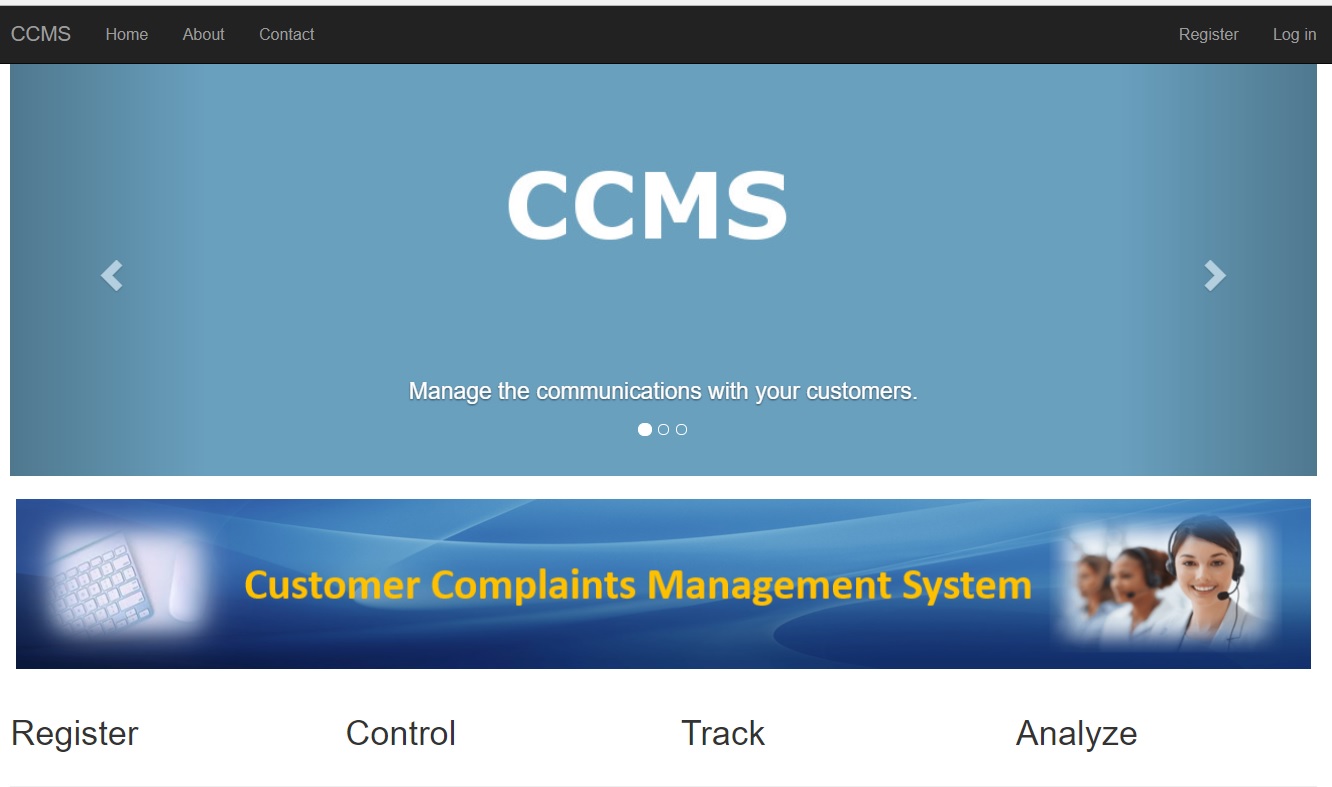 CCMS Home About Contact Register Log in
CCMS
Manage the communications with your customers.
Customer Complaints Management System
Register Control Track Analyze